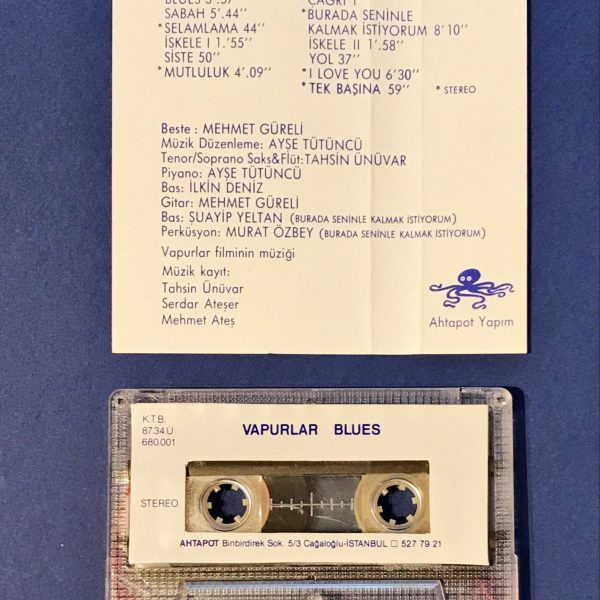 SABAH 5'.44''
*SELAMLAMA 44''
İSKELE I 1.'55''
SİSTE 50''
*MUTLULUK 4'.09''
*BURADA SENİNLE
KALMAK İSTİYORUM 8'10''
İSKELE II 1'.58''
YOL 37''
*I LOVE YOU 6'30''
*TEK BAŞINA 59'' * STEREO
Beste : MEHMET GÜRELİ
Müzik Düzenleme: AYŞE TÜTÜNCÜ
Tenor/Soprano Saks&Flüt:TAHSİN ÜNÜVAR
Piyano: AYŞE TÜTÜNCÜ
Bas: İLKİN DENİZ
Gitar: MEHMET GÜRELİ
Bas: ŞUAYİP YELTAN (BURADA SENİNLE KALMAK İSTİYORUM)
Perküsyon: MURAT ÖZBEY (BURADA SENİNLE KALMAK İSTİYORUM)
Vapurlar filminin müziği
Müzik kayıt:
Tahsin Ünüvar
Serdar Ateşer
Mehmet Ateş
Ahtapot Yapım
K.T.B.
87.34.Ü
680.001
VAPURLAR BLUES
STEREO
AHTAPOT Binbirdirek Sok. 5/3 Cağaloğlu-İSTANBUL □ 527 79 21